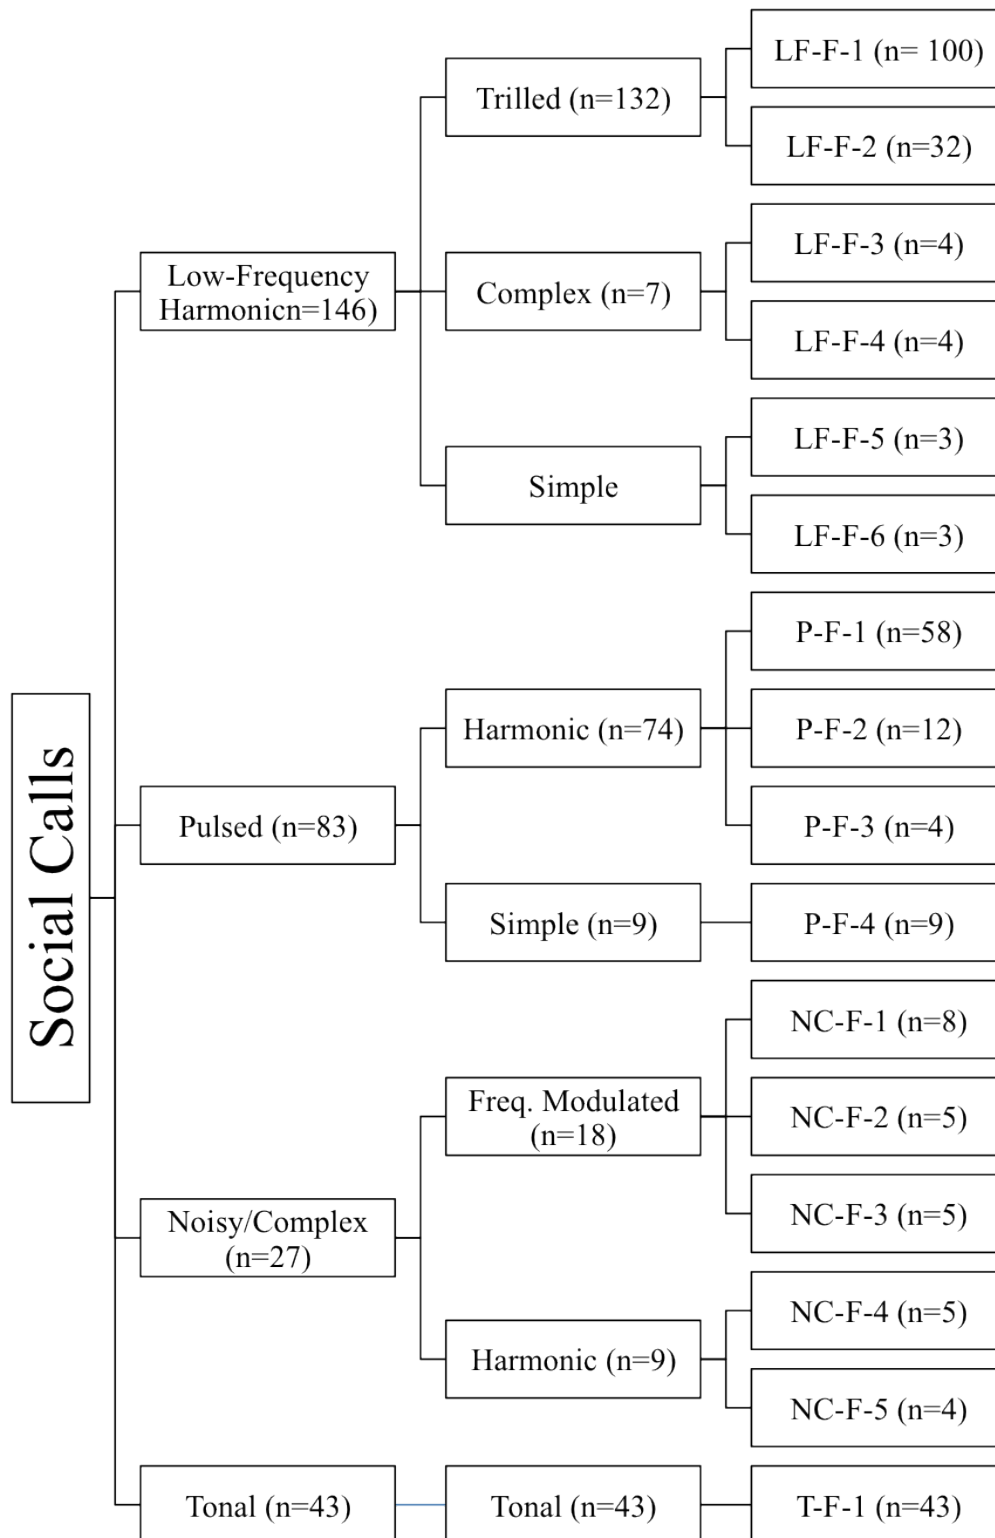 Social Calls
Low-Frequency
Harmonicn=146)
Trilled (n=132)
LF-F-1 (n= 100)
LF-F-2 (n=32)
Complex (n=7)
LF-F-3 (n=4)
LF-F-4 (n=4)
Simple
LF-F-5 (n=3)
LF-F-6 (n=3)
Pulsed (n=83)
Harmonic (n=74)
P-F-1 (n=58)
P-F-2 (n=12)
P-F-3 (n=4)
Simple (n=9)
P-F-4 (n=9)
Noisy/Complex
(n=27)
Freq. Modulated
(n=18)
NC-F-1 (n=8)
NC-F-2 (n=5)
NC-F-3 (n=5)
Harmonic (n=9)
NC-F-4 (n=5)
NC-F-5 (n=4)
Tonal (n=43)
Tonal (n=43)
T-F-1 (n=43)